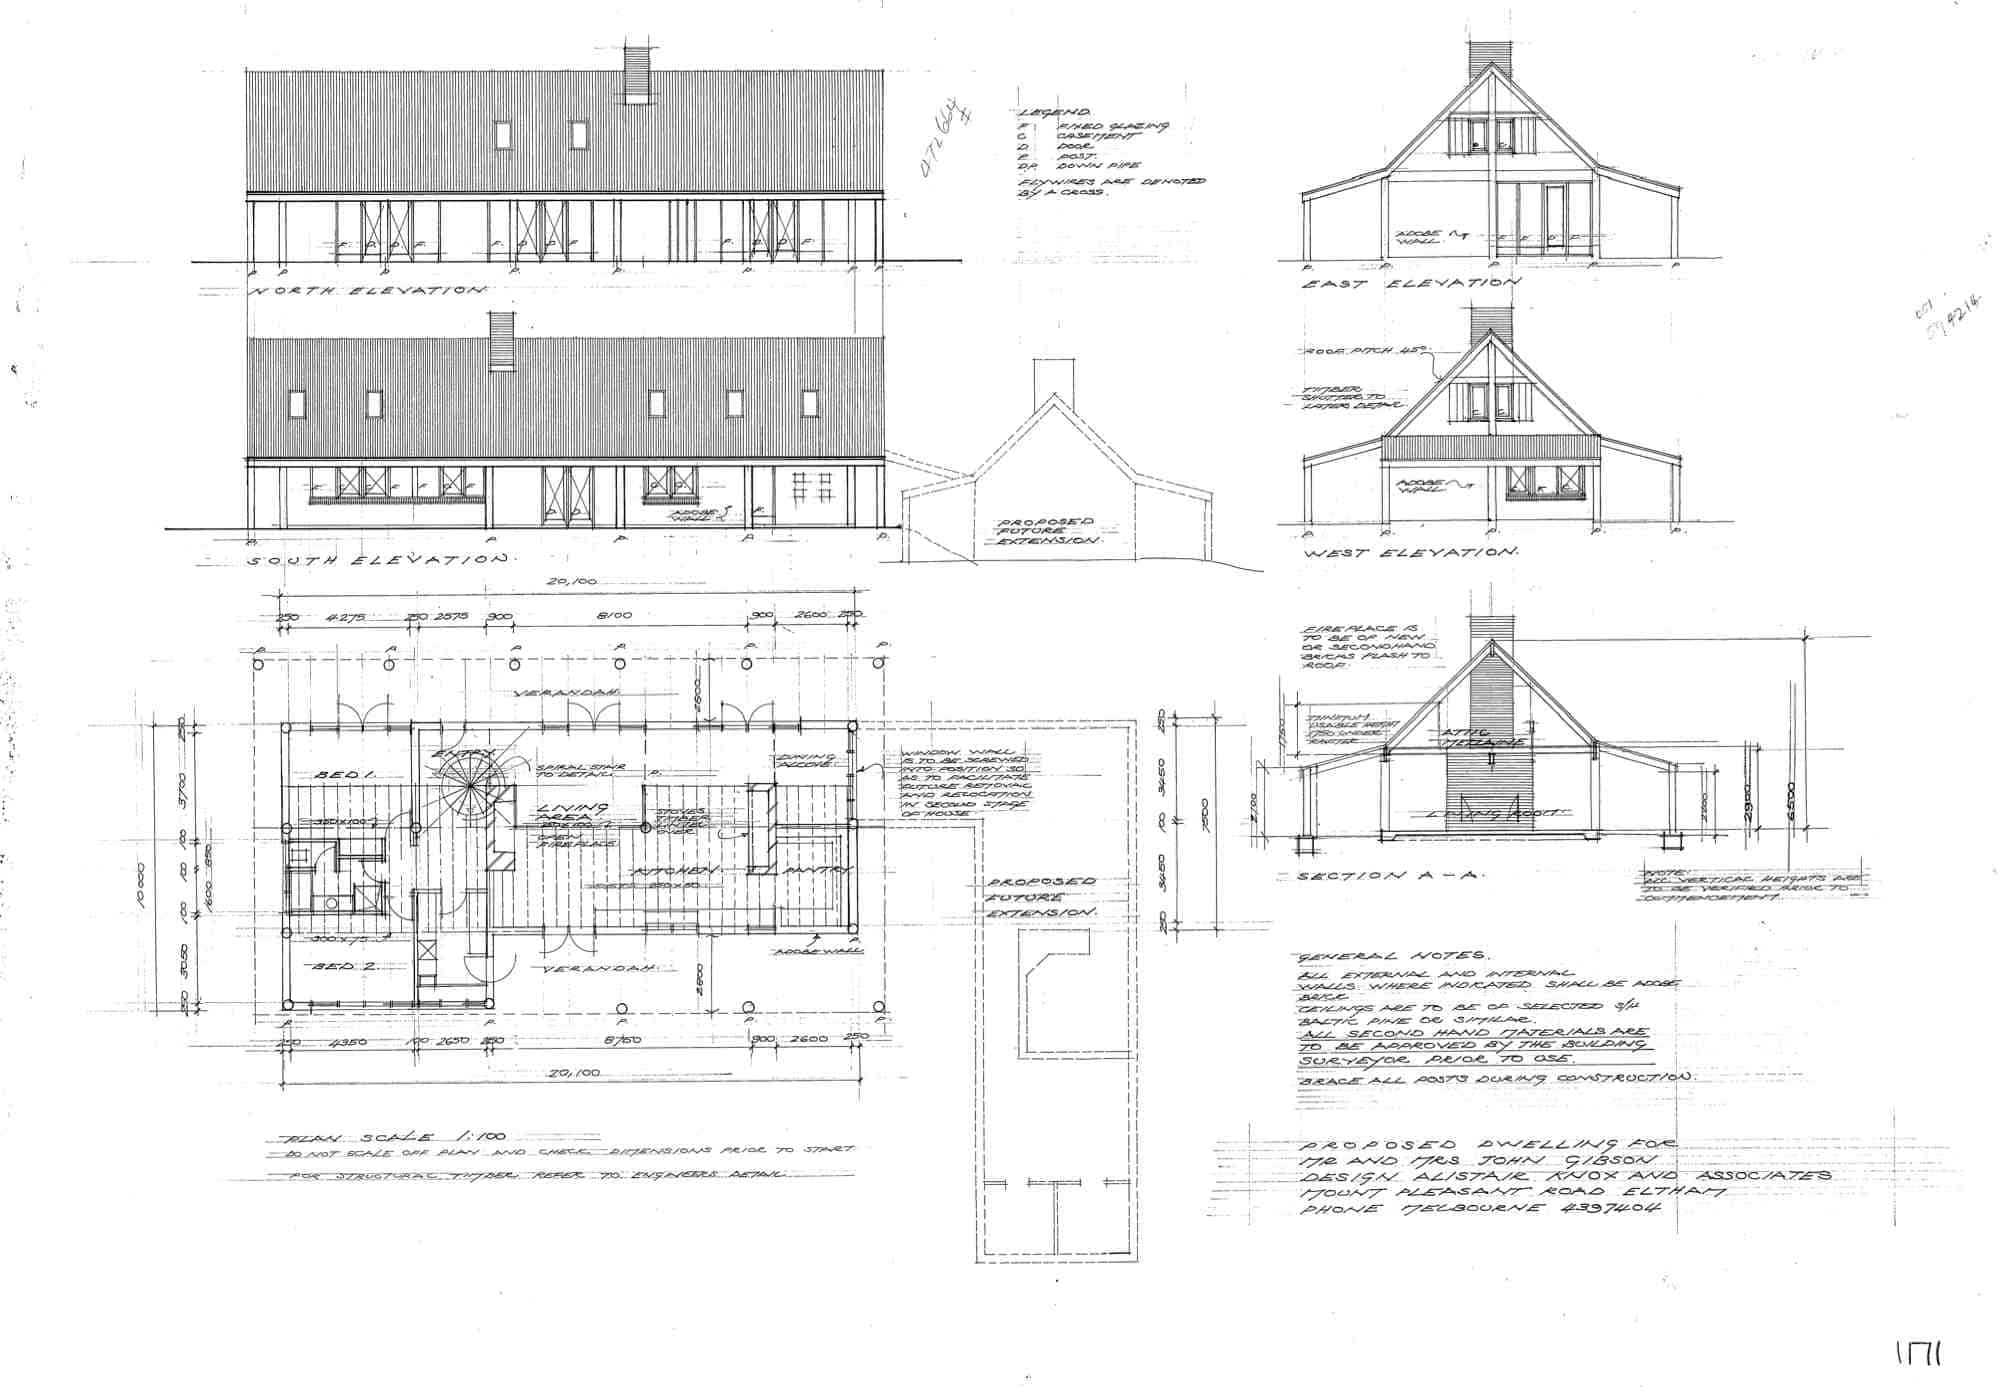 LEGEND.
F FIXED GLAZING
C CASEMENT
D DOOR
P. POST.
D.P. DOWN PIPE
FLYWIRES ARE DENOTED
BY A CROSS.
F. D. D. F. F. D. D. F F. D D F.
P. P. P. P. P. P. P. P.
NORTH ELEVATION
ADOBE
WALL.
F F D F.
P. P. P. P. P.
EAST ELEVATION
ROOF PITCH 45°.
TIMBER
SHUTTER TO
LATER DETAIL.
ADOBE
WALL
C F C
P. P. P. P. P.
WEST ELEVATION.
ADOBE
WALL
D. D. C. C. F.
P. P. P. P. P.
SOUTH ELEVATION.
PROPOSED
FUTURE
EXTENSION.
20,100
250 4275 250 2575 900 8100 900 2600 250
P. P. P. P. P. P.
VERANDAH.
2600
ENTRY
SPIRAL STAIR
TO DETAIL.
P.
DINING
ALCOVE.
BED 1.
LIVING
AREA
OPEN
FIREPLACE
STOVES
TIMBER
LINTEL
OVER
WINDOW WALL
IS TO BE SCREWED
INTO POSITION SO
AS TO FACILITATE
FUTURE REMOVAL
AND RELOCATION
IN SECOND STAGE
OF HOUSE
KITCHEN.
PANTRY
300X75
BED 2.
VERANDAH.
2600
ADOBE WALL
P.
P. P. P. P. P.
10000
250 3700 100 100 3050 250
1600 850
250 3450 100 3450 250
7500
PROPOSED
FUTURE
EXTENSION.
250 4350 100 2650 250 8750 900 2600 250
20,100
PLAN SCALE 1:100
DO NOT SCALE OFF PLAN AND CHECK DIMENSIONS PRIOR TO START.
FOR STRUCTURAL TIMBER REFER TO ENGINEERS DETAIL.
FIREPLACE IS
TO BE OF NEW
OR SECONDHAND
BRICKS FLASH TO
ROOF.
MINIMUM
USABLE HEIGHT
1750 UNDER
RAFTER
1750
ATTIC
LIVING ROOM.
2100
6500
SECTION A-A.
NOTE:
ALL VERTICAL HEIGHTS ARE
TO BE VERIFIED PRIOR TO
COMMENCEMENT.
GENERAL NOTES.
ALL EXTERNAL AND INTERNAL
WALLS WHERE INDICATED SHALL BE ADOBE
BRICK
CEILINGS ARE TO BE OF SELECTED S/H
BALTIC PINE OR SIMILAR.
ALL SECOND HAND MATERIALS ARE
TO BE APPROVED BY THE BUILDING
SURVEYOR PRIOR TO USE.
BRACE ALL POSTS DURING CONSTRUCTION.
PROPOSED DWELLING FOR
MR AND MRS JOHN GIBSON
DESIGN ALISTAIR KNOX AND ASSOCIATES
MOUNT PLEASANT ROAD ELTHAM
PHONE MELBOURNE 4397404